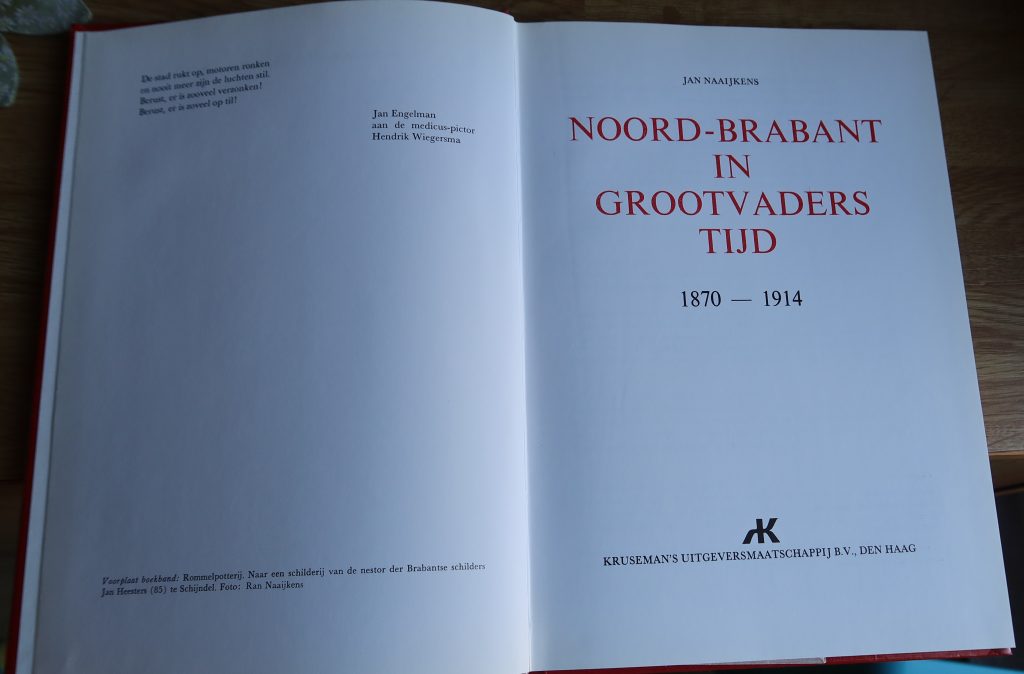 De stad rukt op, motoren ronken
en nooit meer zijn de luchten stil.
Berust, er is zooveel verzonken!
Berust, er is zoveel op til!
Jan Engelman
aan de medicus-pictor
Hendrik Wiegersma
Voorplaat boekband: Rommelpotterij. Naar een schilderij van de nestor der Brabantse schilders
Jan Heesters (85) te Schijndel. Foto: Ran Naaijkens
JAN NAAIJKENS
NOORD-BRABANT
IN
GROOTVADERS
TIJD
1870 — 1914
KRUSEMAN'S UITGEVERSMAATSCHAPPIJ B.V., DEN HAAG